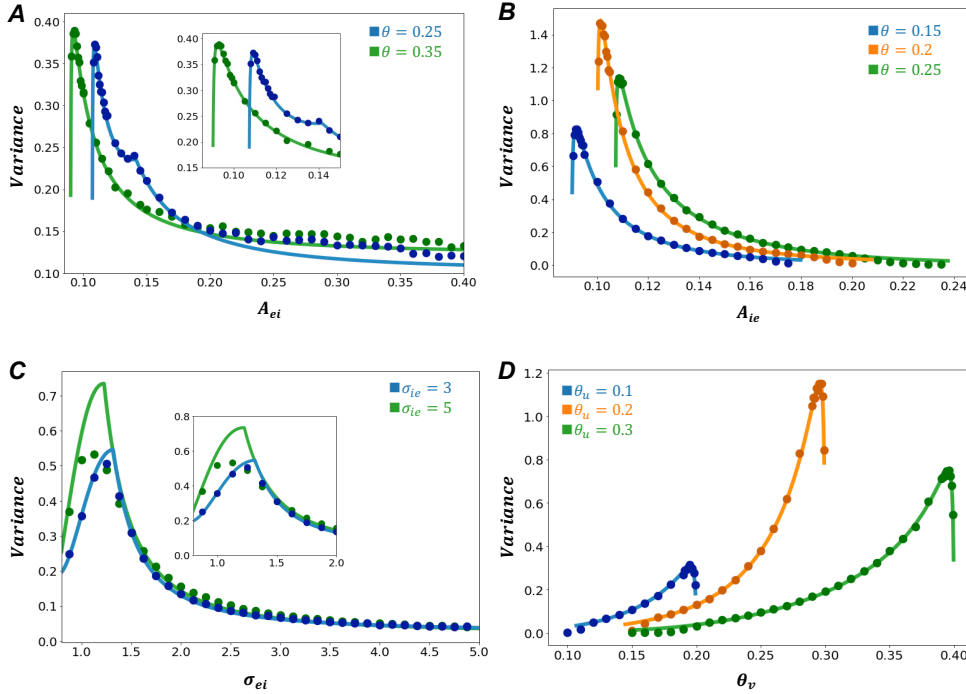 A
Variance
0.40
0.35
0.30
0.25
0.20
0.15
0.10
0.10 0.15 0.20 0.25 0.30 0.35 0.40
A_ei
θ = 0.25
θ = 0.35
0.40
0.35
0.30
0.25
0.20
0.15
0.10 0.12 0.14
B
Variance
1.4
1.2
1.0
0.8
0.6
0.4
0.2
0.0
0.10 0.12 0.14 0.16 0.18 0.20 0.22 0.24
A_ie
θ = 0.15
θ = 0.2
θ = 0.25
C
Variance
0.7
0.6
0.5
0.4
0.3
0.2
0.1
0.0
1.0 1.5 2.0 2.5 3.0 3.5 4.0 4.5 5.0
σ_ei
σ_ie = 3
σ_ie = 5
0.8
0.6
0.4
0.2
0.0
1.0 1.5 2.0
D
Variance
1.2
1.0
0.8
0.6
0.4
0.2
0.0
0.10 0.15 0.20 0.25 0.30 0.35 0.40
θ_v
θ_u = 0.1
θ_u = 0.2
θ_u = 0.3